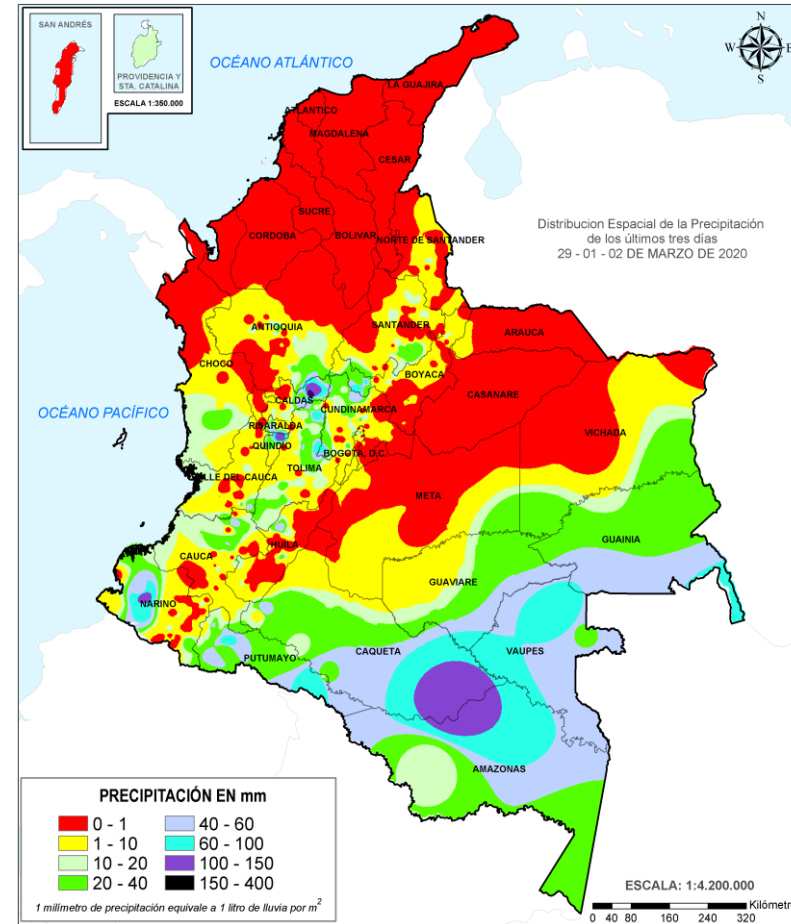 SAN ANDRÉS
PROVIDENCIA Y
STA. CATALINA
ESCALA 1:350.000
OCÉANO ATLÁNTICO
N
W E
S
LA GUAJIRA
ATLANTICO
MAGDALENA
CESAR
SUCRE
CORDOBA
BOLIVAR
NORTE DE SANTANDER
Distribucion Espacial de la Precipitación
de los últimos tres días
29 - 01 - 02 DE MARZO DE 2020
ANTIOQUIA
SANTANDER
ARAUCA
CHOCO
BOYACA
CASANARE
OCÉANO PACÍFICO
CALDAS
CUNDINAMARCA
RISARALDA
VICHADA
QUINDIO
BOGOTA, D.C.
TOLIMA
VALLE DEL CAUCA
META
GUAINIA
HUILA
CAUCA
GUAVIARE
NARIÑO
CAQUETA
VAUPES
PUTUMAYO
AMAZONAS
PRECIPITACIÓN EN mm
0 - 1
40 - 60
1 - 10
60 - 100
10 - 20
100 - 150
20 - 40
150 - 400
1 milímetro de precipitación equivale a 1 litro de lluvia por m2
ESCALA: 1:4.200.000
Kilómetr
0 40 80 160 240 320